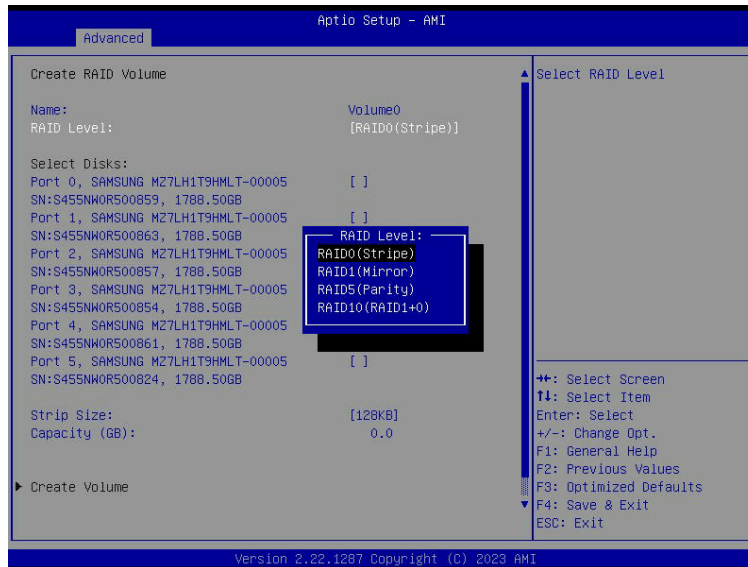 Aptio Setup - AMI
Advanced
Create RAID Volume
Name: Volume0
RAID Level: [RAID0(Stripe)]
Select Disks:
Port 0, SAMSUNG MZ7LH1T9HMLT-00005 [ ]
SN:S455NW0R500859, 1788.50GB
Port 1, SAMSUNG MZ7LH1T9HMLT-00005 [ ]
SN:S455NW0R500863, 1788.50GB
Port 2, SAMSUNG MZ7LH1T9HMLT-00005
SN:S455NW0R500857, 1788.50GB
Port 3, SAMSUNG MZ7LH1T9HMLT-00005
SN:S455NW0R500854, 1788.50GB
Port 4, SAMSUNG MZ7LH1T9HMLT-00005
SN:S455NW0R500861, 1788.50GB
Port 5, SAMSUNG MZ7LH1T9HMLT-00005 [ ]
SN:S455NW0R500824, 1788.50GB
Strip Size: [128KB]
Capacity (GB): 0.0
Create Volume
RAID Level:
RAID0(Stripe)
RAID1(Mirror)
RAID5(Parity)
RAID10(RAID1+0)
Select RAID Level
→←: Select Screen
↑↓: Select Item
Enter: Select
+/-: Change Opt.
F1: General Help
F2: Previous Values
F3: Optimized Defaults
F4: Save & Exit
ESC: Exit
Version 2.22.1287 Copyright (C) 2023 AMI